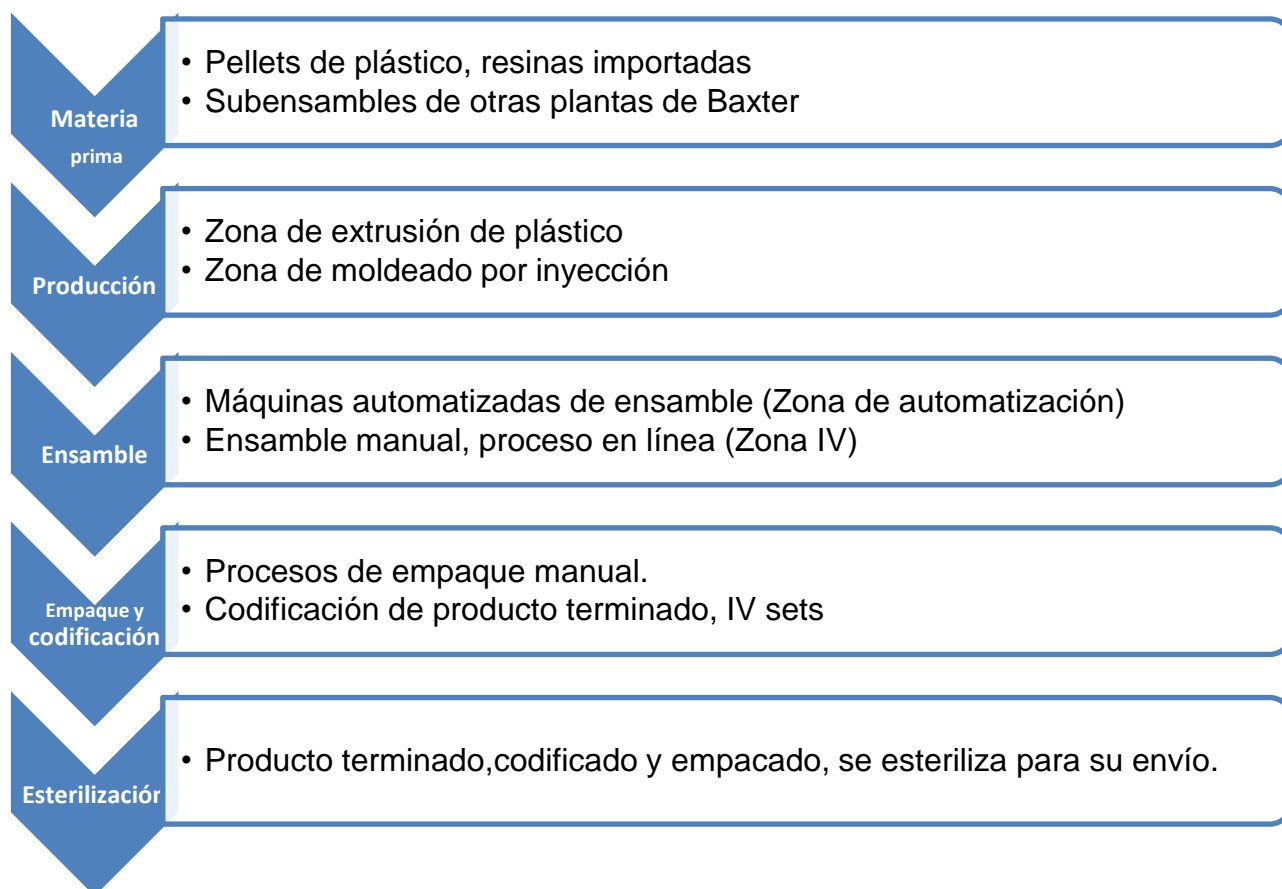 Materia
prima
• Pellets de plástico, resinas importadas
• Subensambles de otras plantas de Baxter
Producción
• Zona de extrusión de plástico
• Zona de moldeado por inyección
Ensamble
• Máquinas automatizadas de ensamble (Zona de automatización)
• Ensamble manual, proceso en línea (Zona IV)
Empaque y
codificación
• Procesos de empaque manual.
• Codificación de producto terminado, IV sets
Esterilización
• Producto terminado,codificado y empacado, se esteriliza para su envío.